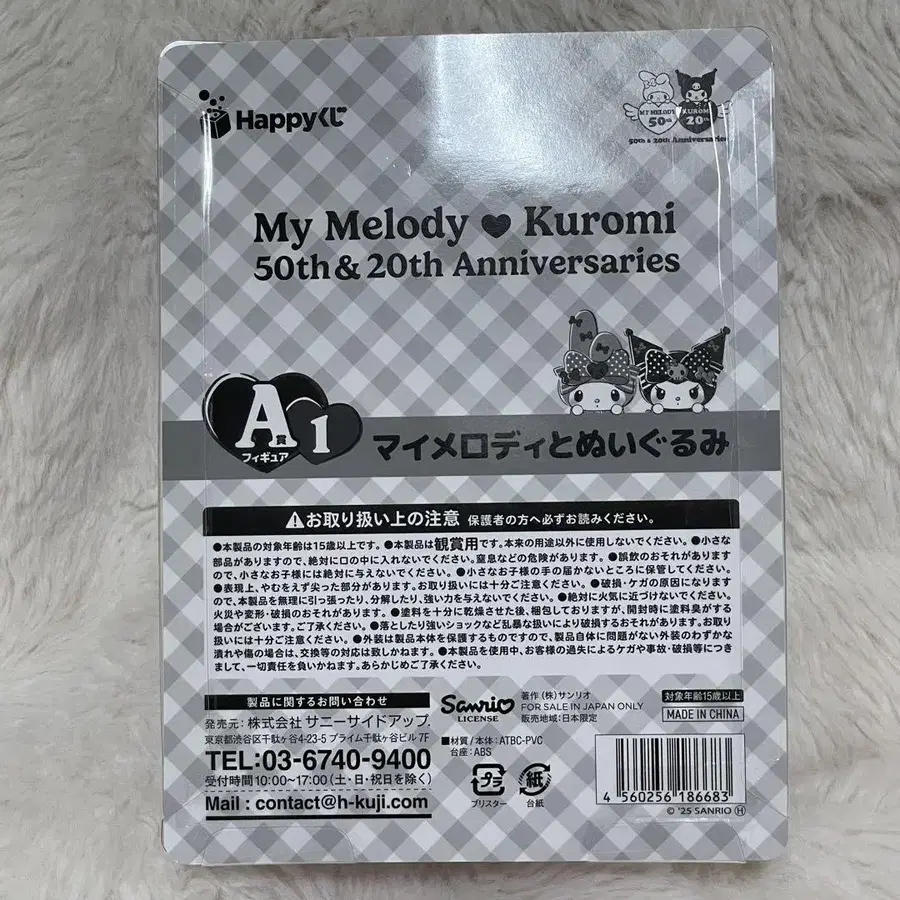 Happyくじ
MY MELODY 50th
KUROMI 20th
50th & 20th Anniversaries
My Melody ♥ Kuromi
50th & 20th Anniversaries
A賞 フィギュア 1
マイメロディとぬいぐるみ
⚠お取り扱い上の注意 保護者の方へ必ずお読みください。
●本製品の対象年齢は15歳以上です。●本製品は観賞用です。本来の用途以外に使用しないでください。●小さな
部品がありますので、絶対に口の中に入れないでください。窒息などの危険があります。●誤飲のおそれがあります
ので、小さなお子様には絶対に与えないでください。●小さなお子様の手の届かないところに保管してください。
●表現上、やむをえず尖った部分があります。お取り扱いには十分ご注意ください。●破損・ケガの原因になります
ので、本製品を無理に引っ張ったり、分解したり、強い力を与えないでください。●絶対に火気に近づけないでください。
火災や変形・破損のおそれがあります。●塗料を十分に乾燥させた後、梱包しておりますが、開封時に塗料臭がする
場合がございます。ご了承ください。●落としたり強いショックなど乱暴な扱いにより破損するおそれがあります。お取り
扱いには十分ご注意ください。●外装は製品本体を保護するものですので、製品自体に問題がない外装のわずかな
潰れや傷の場合は、交換等の対応は致しかねます。●本製品を使用中、お客様の過失によるケガや事故・破損等につき
まして、一切責任を負いかねます。あらかじめご了承ください。
製品に関するお問い合わせ
発売元：株式会社 サニーサイドアップ
東京都渋谷区千駄ヶ谷4-23-5 プライム千駄ヶ谷ビル 7F
TEL:03-6740-9400
受付時間10:00~17:00(土・日・祝日を除く)
Mail : contact@h-kuji.com
Sanrio
LICENSE
著作(株)サンリオ
FOR SALE IN JAPAN ONLY
販売地域：日本限定
■材質/本体：ATBC-PVC
台座：ABS
プラ
ブリスター
紙
台紙
対象年齢15歳以上
MADE IN CHINA
4 560256 186683
© '25 SANRIO Ⓗ